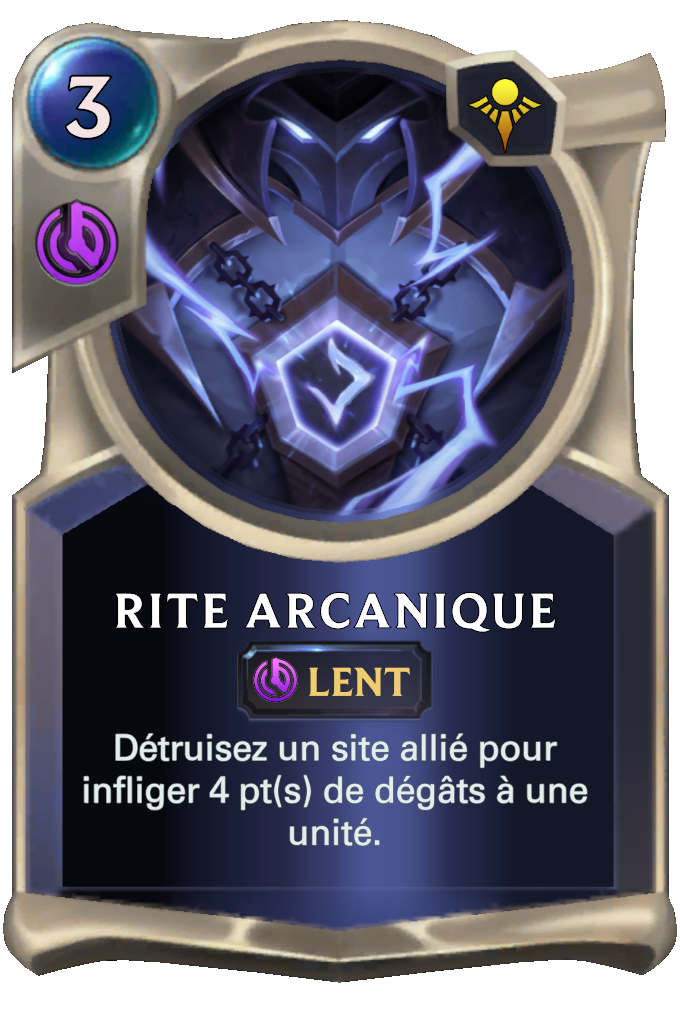 3
RITE ARCANIQUE
LENT
Détruisez un site allié pour
infliger 4 pt(s) de dégâts à une
unité.